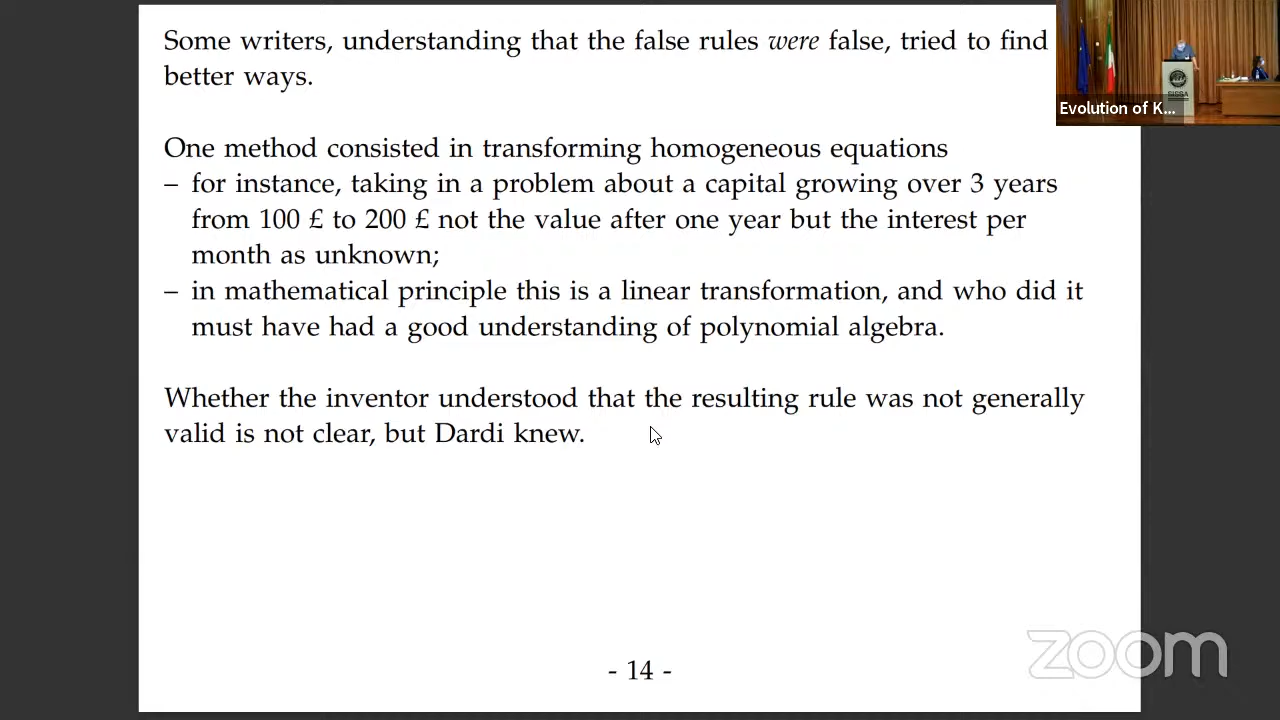 Some writers, understanding that the false rules were false, tried to find
better ways.
One method consisted in transforming homogeneous equations
– for instance, taking in a problem about a capital growing over 3 years
from 100 £ to 200 £ not the value after one year but the interest per
month as unknown;
– in mathematical principle this is a linear transformation, and who did it
must have had a good understanding of polynomial algebra.
Whether the inventor understood that the resulting rule was not generally
valid is not clear, but Dardi knew.
- 14 -
SISSA
Evolution of K...
zoom